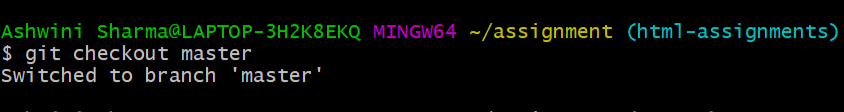 Ashwini Sharma@LAPTOP-3H2K8EKQ MINGW64 ~/assignment (html-assignments)
$ git checkout master
Switched to branch 'master'